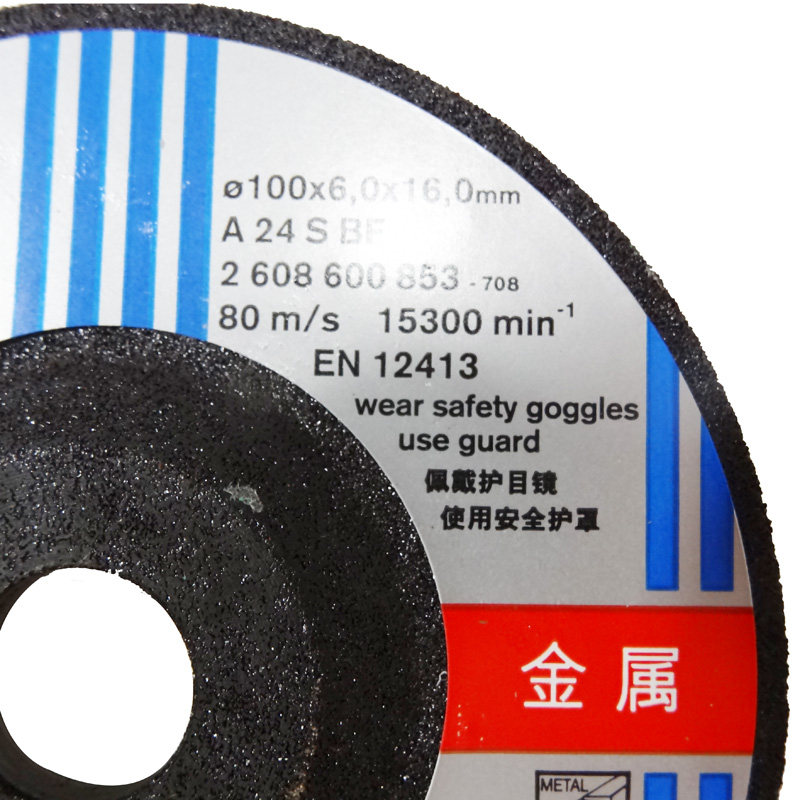 ø100x6,0x16,0mm
A 24 S BF
2 608 600 853 - 708
80 m/s 15300 min⁻¹
EN 12413
wear safety goggles
use guard
佩戴护目镜
使用安全护罩
金属
METAL